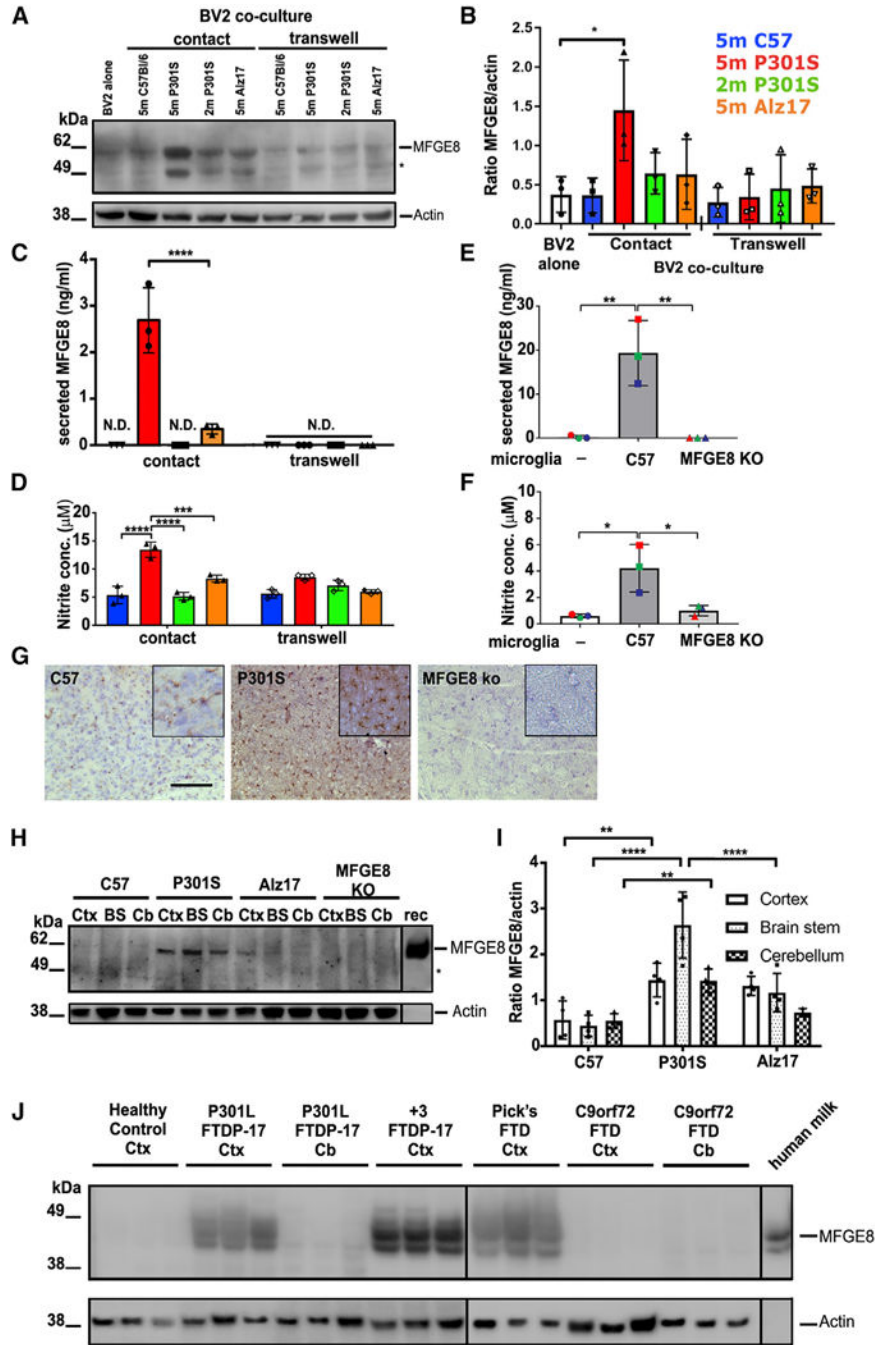 A
BV2 co-culture
contact
transwell
BV2 alone
5m C57Bl/6
5m P301S
2m P301S
5m Alz17
5m C57Bl/6
5m P301S
2m P301S
5m Alz17
kDa
62
49
38
MFGE8
*
Actin
B
Ratio MFGE8/actin
2.5
2.0
1.5
1.0
0.5
0.0
*
5m C57
5m P301S
2m P301S
5m Alz17
BV2
alone
Contact
Transwell
BV2 co-culture
C
secreted MFGE8 (ng/ml)
4
3
2
1
0
****
N.D.
N.D.
N.D.
contact
transwell
E
secreted MFGE8 (ng/ml)
30
20
10
0
**
**
microglia
–
C57
MFGE8 KO
D
Nitrite conc. (μM)
20
15
10
5
0
****
****
***
contact
transwell
F
Nitrite conc. (μM)
8
6
4
2
0
*
*
microglia
–
C57
MFGE8 KO
G
C57
P301S
MFGE8 ko
H
C57
P301S
Alz17
MFGE8
KO
Ctx BS Cb Ctx BS Cb Ctx BS Cb Ctx BS Cb rec
kDa
62
49
38
MFGE8
*
Actin
I
Ratio MFGE8/actin
4
3
2
1
0
**
****
****
**
Cortex
Brain stem
Cerebellum
C57
P301S
Alz17
J
Healthy
Control
Ctx
P301L
FTDP-17
Ctx
P301L
FTDP-17
Cb
+3
FTDP-17
Ctx
Pick's
FTD
Ctx
C9orf72
FTD
Ctx
C9orf72
FTD
Cb
human milk
kDa
49
38
38
MFGE8
Actin